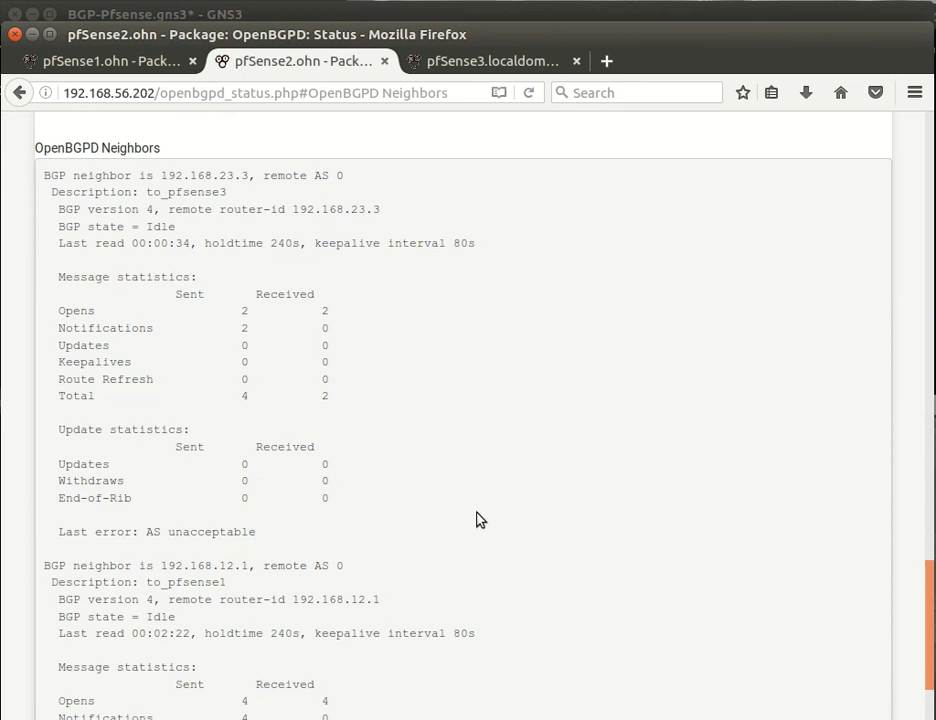 BGP-Pfsense.gns3* - GNS3
pfSense2.ohn - Package: OpenBGPD: Status - Mozilla Firefox
pfSense1.ohn - Pack... × pfSense2.ohn - Pack... × pfSense3.localdom... × +
192.168.56.202/openbgpd_status.php#OpenBGPD Neighbors Search
OpenBGPD Neighbors
BGP neighbor is 192.168.23.3, remote AS 0
Description: to_pfsense3
BGP version 4, remote router-id 192.168.23.3
BGP state = Idle
Last read 00:00:34, holdtime 240s, keepalive interval 80s
Message statistics:
Sent Received
Opens 2 2
Notifications 2 0
Updates 0 0
Keepalives 0 0
Route Refresh 0 0
Total 4 2
Update statistics:
Sent Received
Updates 0 0
Withdraws 0 0
End-of-Rib 0 0
Last error: AS unacceptable
BGP neighbor is 192.168.12.1, remote AS 0
Description: to_pfsense1
BGP version 4, remote router-id 192.168.12.1
BGP state = Idle
Last read 00:02:22, holdtime 240s, keepalive interval 80s
Message statistics:
Sent Received
Opens 4 4
Notifications 4 0